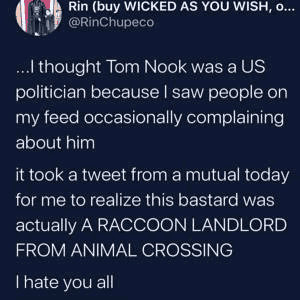 Rin (buy WICKED AS YOU WISH, o...
@RinChupeco
...I thought Tom Nook was a US
politician because I saw people on
my feed occasionally complaining
about him
it took a tweet from a mutual today
for me to realize this bastard was
actually A RACCOON LANDLORD
FROM ANIMAL CROSSING
I hate you all